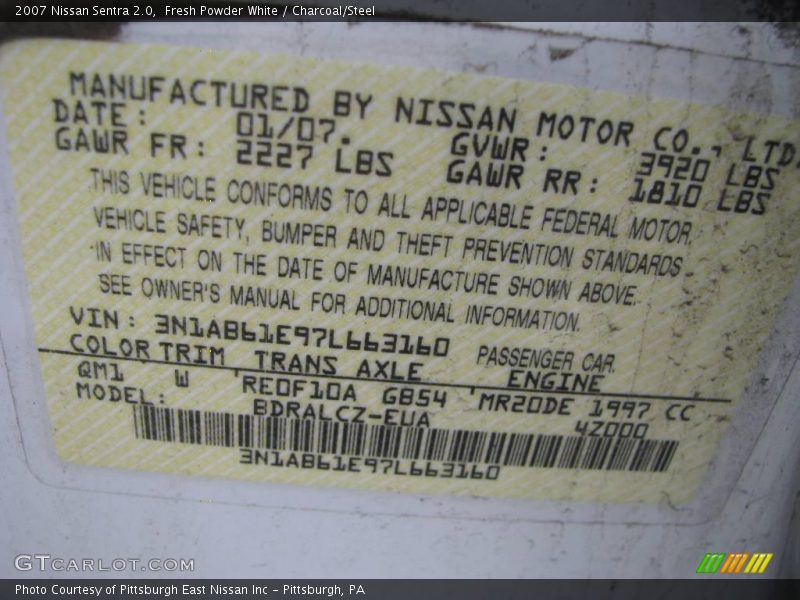 2007 Nissan Sentra 2.0,  Fresh Powder White / Charcoal/Steel
MANUFACTURED BY NISSAN MOTOR CO., LTD.
DATE: 01/07. GVWR: 3920 LBS
GAWR FR: 2227 LBS GAWR RR: 1810 LBS
THIS VEHICLE CONFORMS TO ALL APPLICABLE FEDERAL MOTOR
VEHICLE SAFETY, BUMPER AND THEFT PREVENTION STANDARDS
IN EFFECT ON THE DATE OF MANUFACTURE SHOWN ABOVE.
SEE OWNER'S MANUAL FOR ADDITIONAL INFORMATION.
VIN: 3N1AB61E97L663160 PASSENGER CAR
COLOR TRIM TRANS AXLE ENGINE
QM1 W RE0F10A GB54 MR20DE 1997 CC
MODEL: BDRALCZ-EUA 4Z000
3N1AB61E97L663160
GTCARLOT.COM
Photo Courtesy of Pittsburgh East Nissan Inc - Pittsburgh, PA